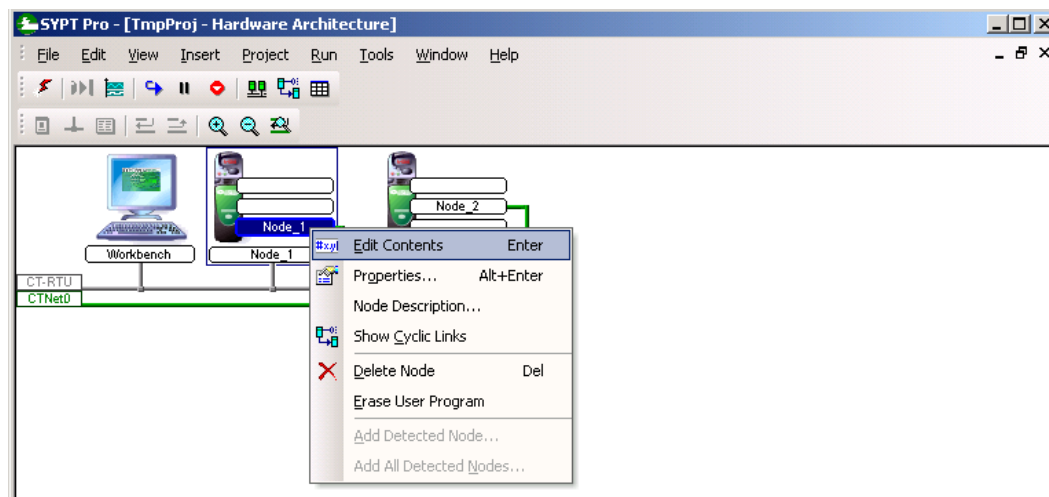 SYPT Pro - [TmpProj - Hardware Architecture]
File Edit View Insert Project Run Tools Window Help
Node_2
Node_1
Workbench
Node_1
CT-RTU
CTNet0
#xyl Edit Contents Enter
Properties... Alt+Enter
Node Description...
Show Cyclic Links
Delete Node Del
Erase User Program
Add Detected Node...
Add All Detected Nodes...